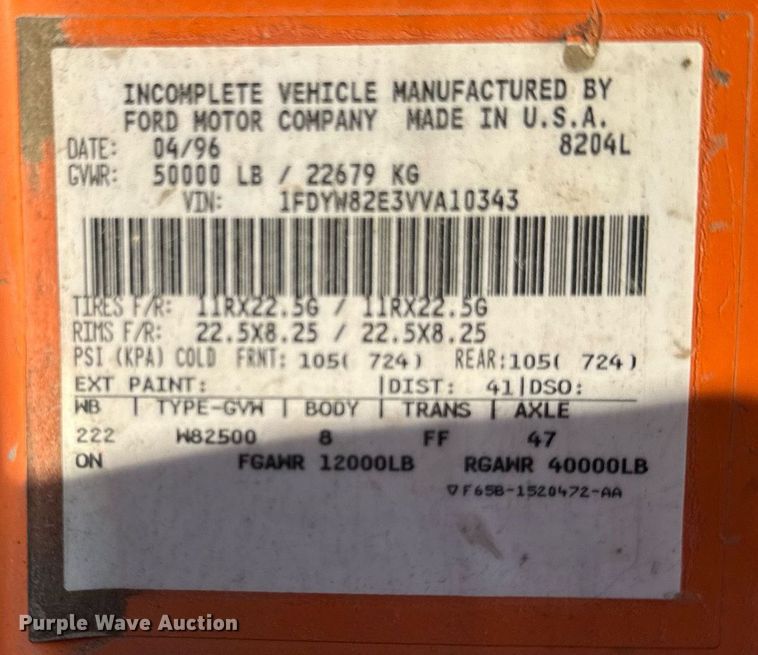 INCOMPLETE VEHICLE MANUFACTURED BY
FORD MOTOR COMPANY MADE IN U.S.A.
DATE: 04/96 8204L
GVWR: 50000 LB / 22679 KG
VIN: 1FDYW82E3VVA10343
TIRES F/R: 11RX22.5G / 11RX22.5G
RIMS F/R: 22.5X8.25 / 22.5X8.25
PSI (KPA) COLD FRNT: 105( 724) REAR:105( 724)
EXT PAINT: |DIST: 41|DSO:
WB | TYPE-GVW | BODY | TRANS | AXLE
222 W82500 8 FF 47
ON FGAWR 12000LB RGAWR 40000LB
▽F65B-1520472-AA
Purple Wave Auction